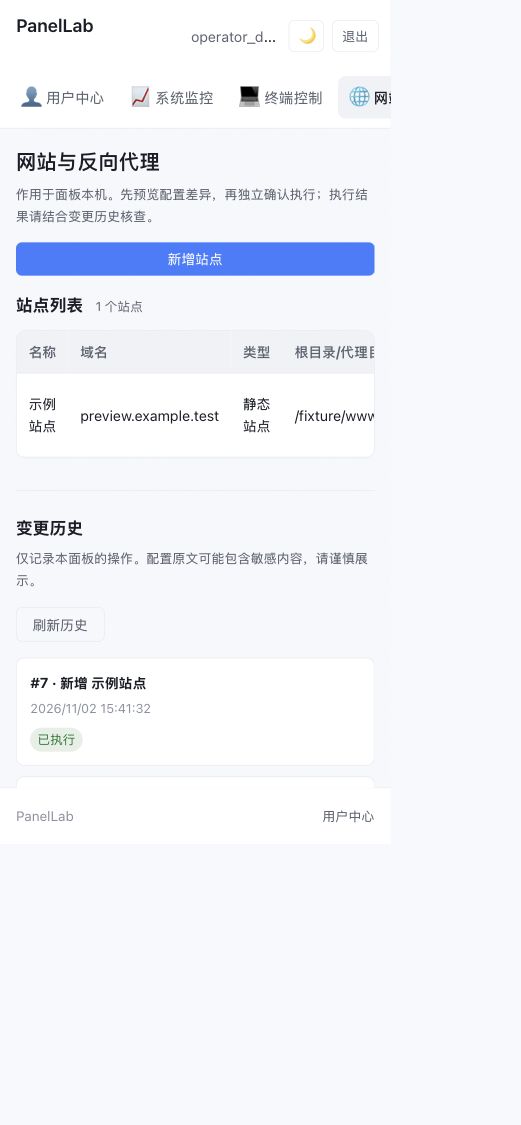 PanelLab
operator_d...
退出
用户中心
系统监控
终端控制
网站与反向代理
作用于面板本机。先预览配置差异，再独立确认执行；执行结
果请结合变更历史核查。
新增站点
站点列表 1 个站点
名称 域名 类型 根目录/代理
示例
站点
preview.example.test
静态
站点
/fixture/www
变更历史
仅记录本面板的操作。配置原文可能包含敏感内容，请谨慎展
示。
刷新历史
#7 · 新增 示例站点
2026/11/02 15:41:32
已执行
PanelLab
用户中心